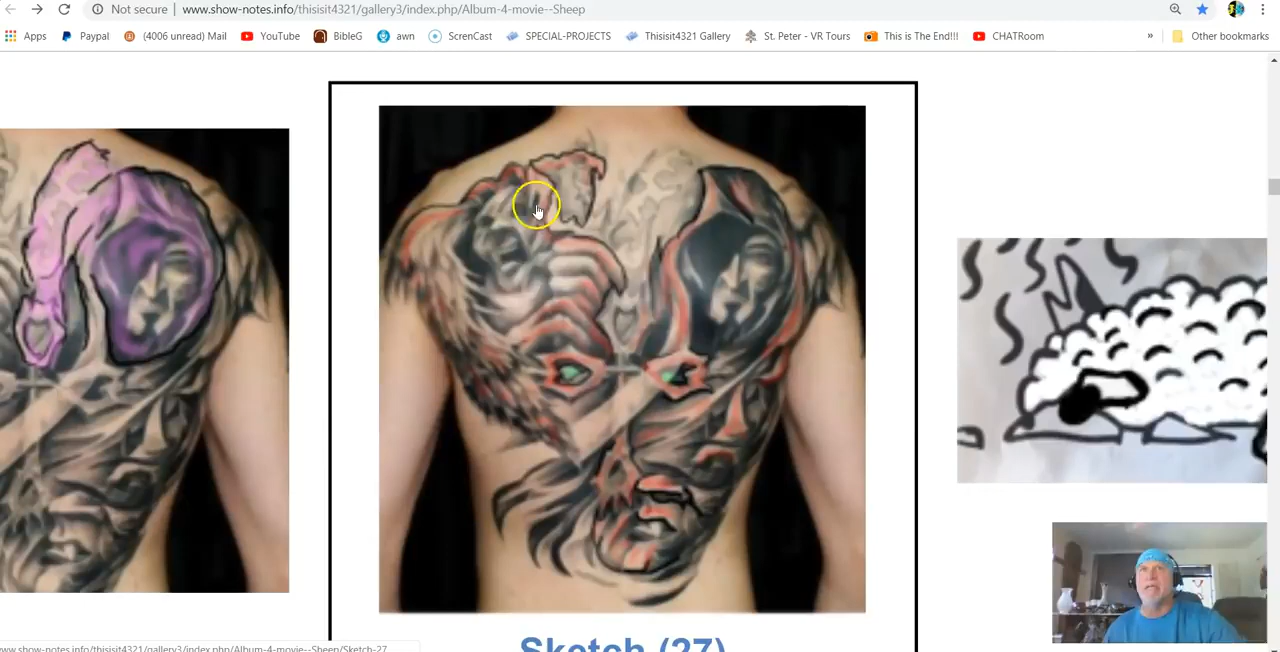 Not secure | www.show-notes.info/thisisit4321/gallery3/index.php/Album-4-movie--Sheep
Apps Paypal (4006 unread) Mail YouTube BibleG awn ScrenCast SPECIAL-PROJECTS Thisisit4321 Gallery St. Peter - VR Tours This is The End!!! CHATRoom » Other bookmarks
Sketch (27)
www.show-notes.info/thisisit4321/gallery3/index.php/Album-4-movie--Sheep/Sketch-27